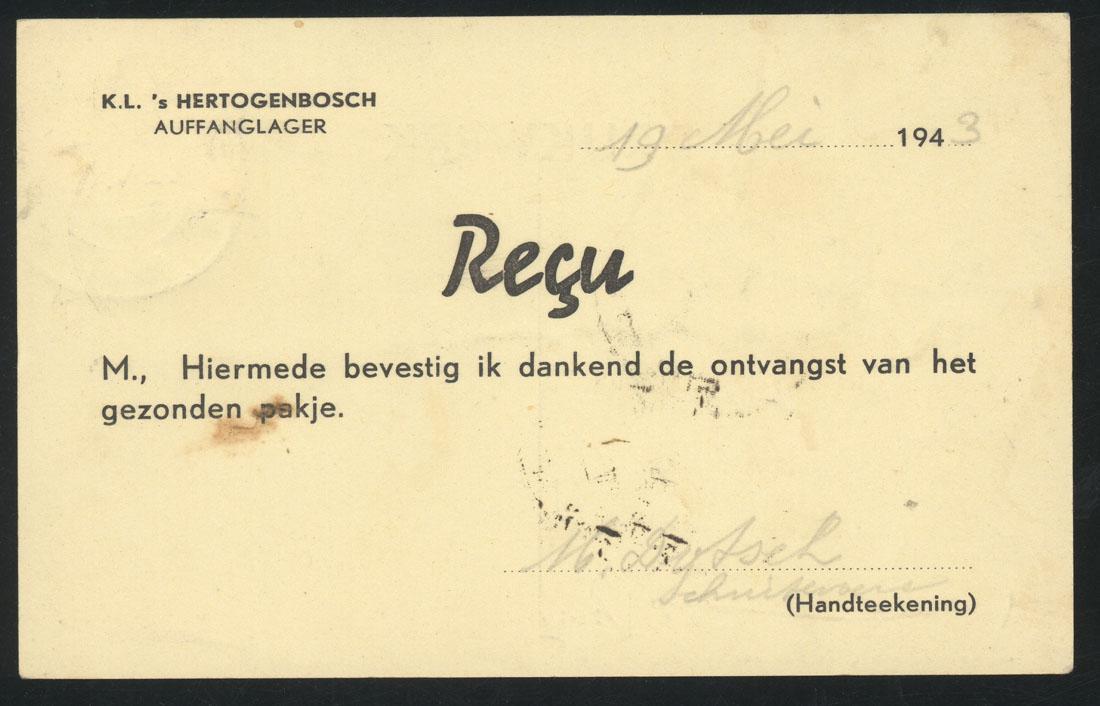 K.L. 's HERTOGENBOSCH
AUFFANGLAGER
19 Mei 1943
Reçu
M., Hiermede bevestig ik dankend de ontvangst van het
gezonden pakje.
M.
(Handteekening)